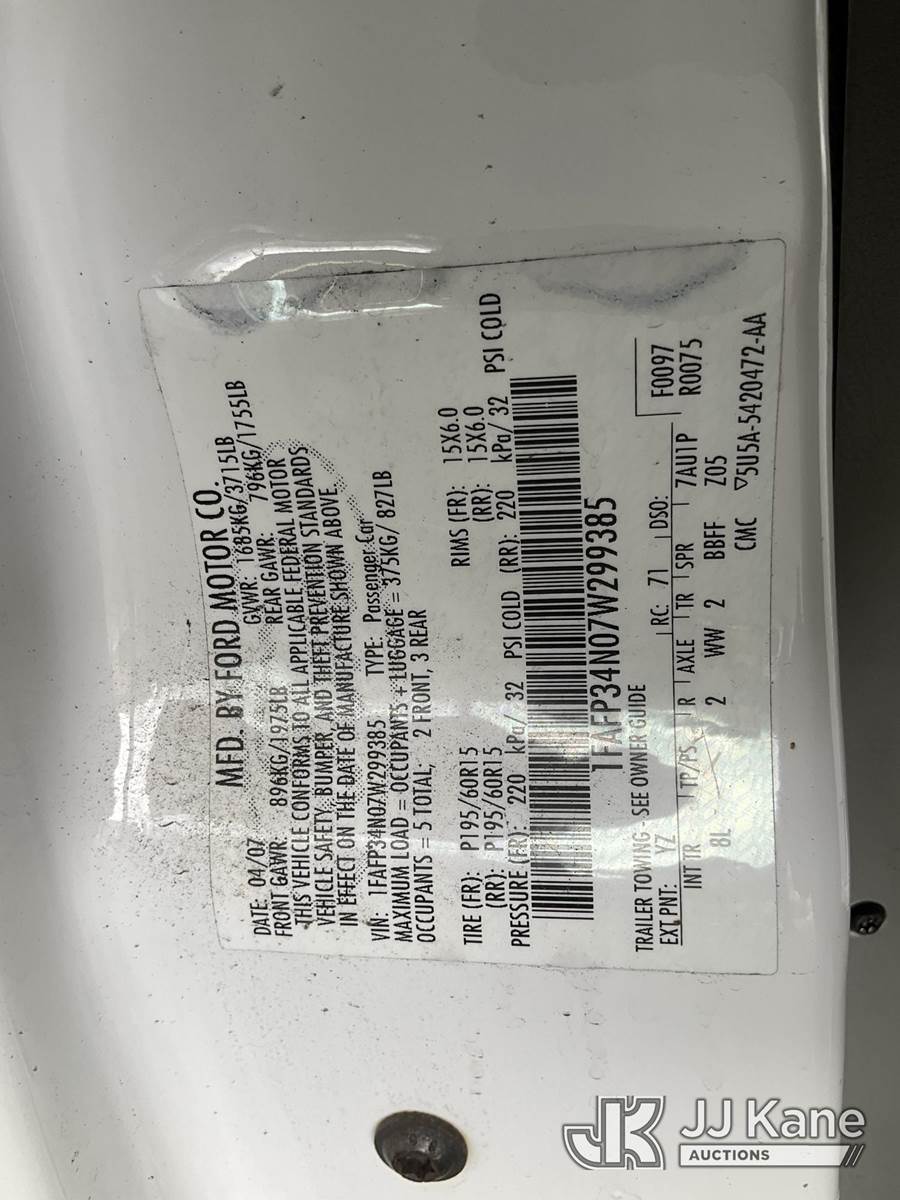 MFD. BY FORD MOTOR CO.
DATE: 04/07 GVWR: 1685KG/3715LB
FRONT GAWR: 896KG/1975LB REAR GAWR: 796KG/1755LB
THIS VEHICLE CONFORMS TO ALL APPLICABLE FEDERAL MOTOR
VEHICLE SAFETY, BUMPER, AND THEFT PREVENTION STANDARDS
IN EFFECT ON THE DATE OF MANUFACTURE SHOWN ABOVE
VIN: 1FAFP34N07W299385 TYPE: Passenger Car
MAXIMUM LOAD = OCCUPANTS + LUGGAGE = 375KG/ 827LB
OCCUPANTS = 5 TOTAL; 2 FRONT, 3 REAR
TIRE (FR): P195/60R15 RIMS (FR): 15X6.0
(RR): P195/60R15 (RR): 15X6.0
PRESSURE (FR): 220 kPa/ 32 PSI COLD (RR): 220 kPa/ 32 PSI COLD
1FAFP34N07W299385
TRAILER TOWING - SEE OWNER GUIDE
EXT PNT: YZ RC: 71 DSO: F0097
R0075
INT TR TP/PS R AXLE TR SPR 7AU1P
8L 2 WW 2 BBFF Z05
CMC ▽5U5A-5420472-AA
JK JJ Kane
AUCTIONS